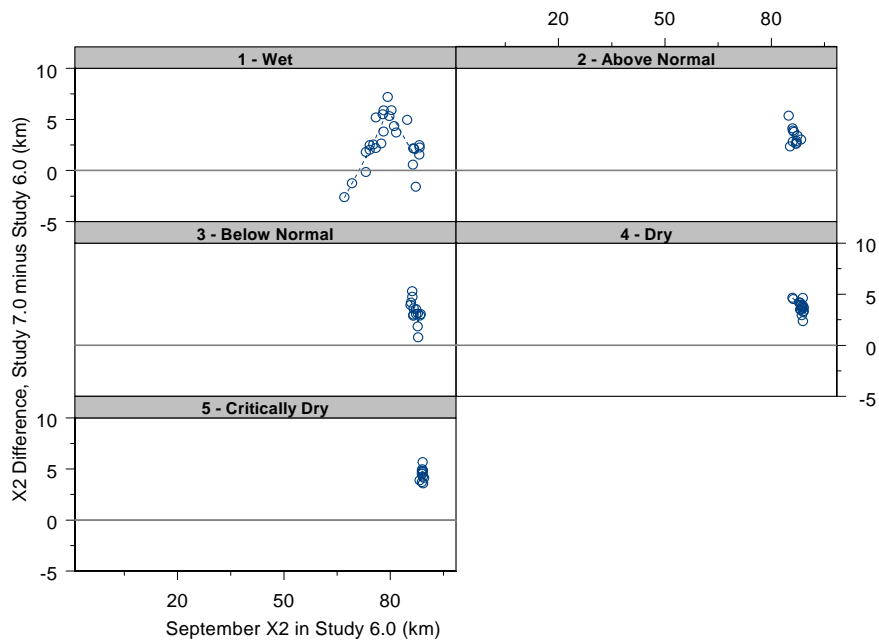 20 50 80
1 - Wet 2 - Above Normal
10
5
0
-5
3 - Below Normal 4 - Dry
10
5
0
-5
5 - Critically Dry
10
5
0
-5
20 50 80
September X2 in Study 6.0 (km)
X2 Difference, Study 7.0 minus Study 6.0 (km)